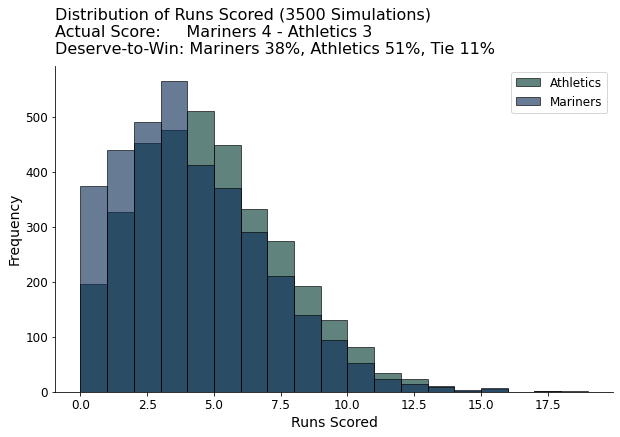 Distribution of Runs Scored (3500 Simulations)
Actual Score: Mariners 4 - Athletics 3
Deserve-to-Win: Mariners 38%, Athletics 51%, Tie 11%
Athletics
Mariners
500
400
300
200
100
0
Frequency
0.0 2.5 5.0 7.5 10.0 12.5 15.0 17.5
Runs Scored